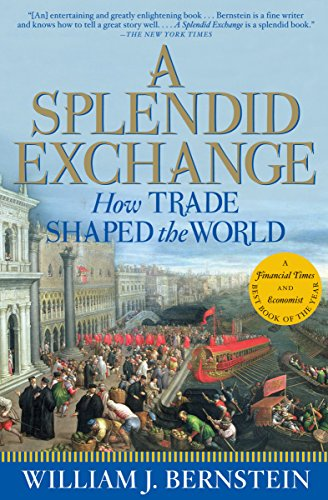 "[An] entertaining and greatly enlightening book . . . Bernstein is a fine writer
and knows how to tell a great story well. . . . A Splendid Exchange is a splendid book."
—THE NEW YORK TIMES
A
SPLENDID
EXCHANGE
How TRADE
SHAPED the WORLD
A
Financial Times
AND
Economist
BEST BOOK OF THE YEAR
WILLIAM J. BERNSTEIN